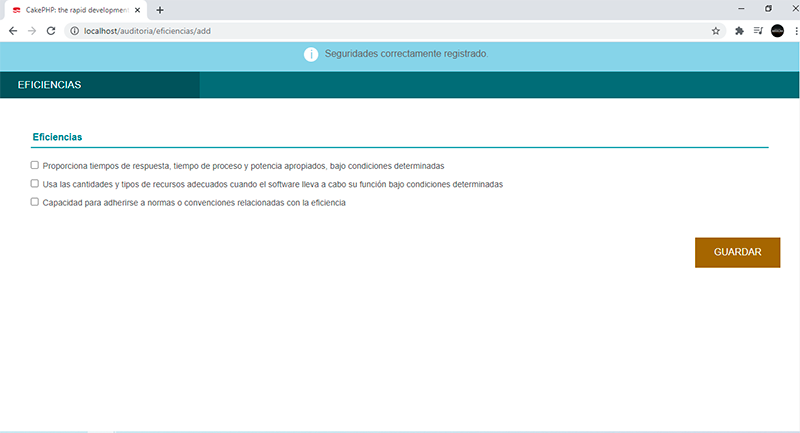 CakePHP: the rapid development
localhost/auditoria/eficiencias/add
Seguridades correctamente registrado.
EFICIENCIAS
Eficiencias
Proporciona tiempos de respuesta, tiempo de proceso y potencia apropiados, bajo condiciones determinadas
Usa las cantidades y tipos de recursos adecuados cuando el software lleva a cabo su función bajo condiciones determinadas
Capacidad para adherirse a normas o convenciones relacionadas con la eficiencia
GUARDAR